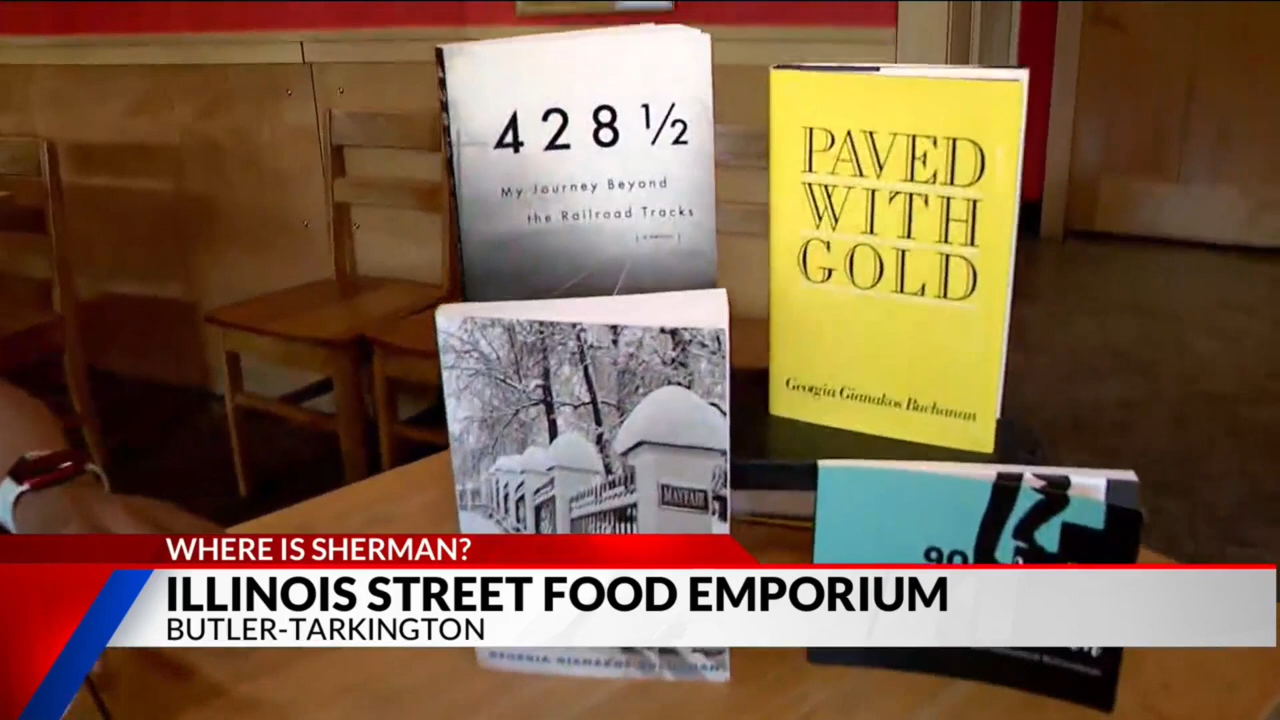 428 ½
My Journey Beyond
the Railroad Tracks
PAVED
WITH
GOLD
Georgia Gianakos Buchanan
MAYFAIR
90
WHERE IS SHERMAN?
ILLINOIS STREET FOOD EMPORIUM
BUTLER-TARKINGTON